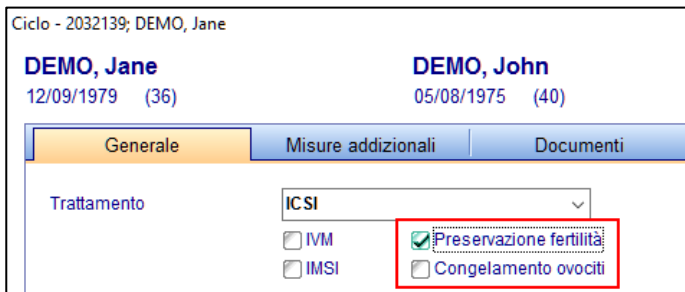 Ciclo - 2032139; DEMO, Jane
DEMO, Jane DEMO, John
12/09/1979 (36) 05/08/1975 (40)
Generale Misure addizionali Documenti
Trattamento ICSI
IVM Preservazione fertilità
IMSI Congelamento ovociti